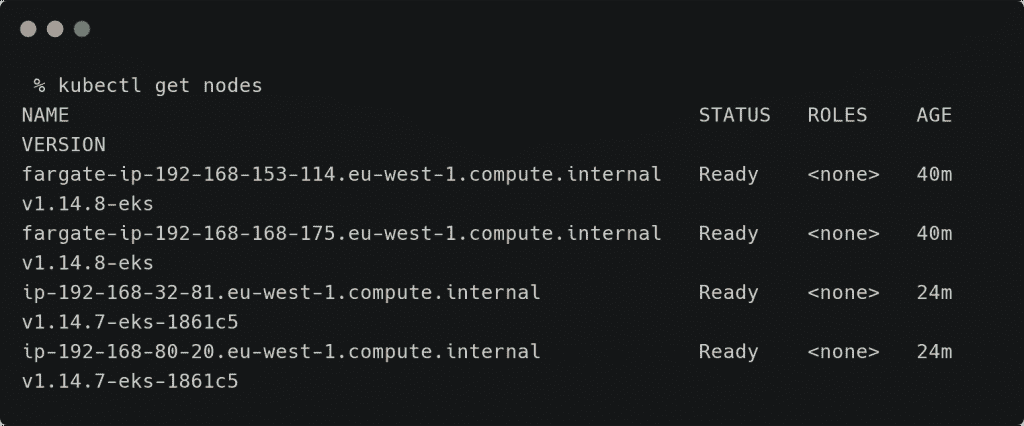 % kubectl get nodes
NAME                                                    STATUS   ROLES    AGE
VERSION
fargate-ip-192-168-153-114.eu-west-1.compute.internal   Ready    <none>   40m
v1.14.8-eks
fargate-ip-192-168-168-175.eu-west-1.compute.internal   Ready    <none>   40m
v1.14.8-eks
ip-192-168-32-81.eu-west-1.compute.internal             Ready    <none>   24m
v1.14.7-eks-1861c5
ip-192-168-80-20.eu-west-1.compute.internal             Ready    <none>   24m
v1.14.7-eks-1861c5